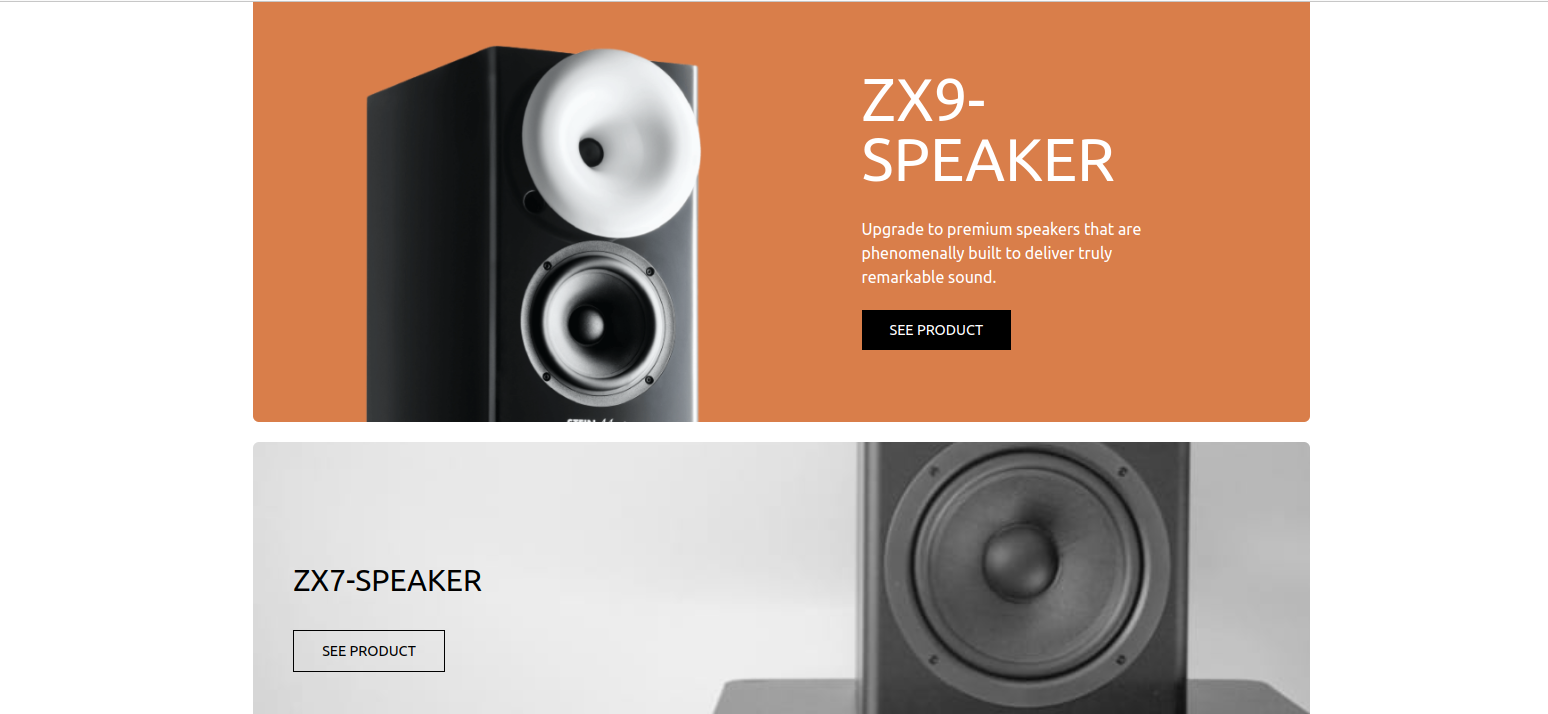 ZX9-
SPEAKER
Upgrade to premium speakers that are
phenomenally built to deliver truly
remarkable sound.
SEE PRODUCT
ZX7-SPEAKER
SEE PRODUCT